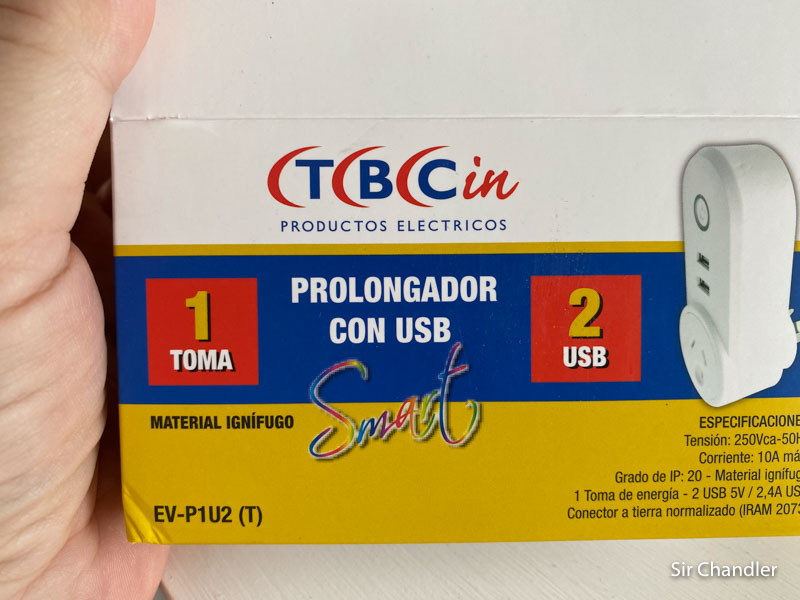 TBCin
PRODUCTOS ELECTRICOS
1
TOMA
PROLONGADOR
CON USB
Smart
2
USB
MATERIAL IGNÍFUGO
EV-P1U2 (T)
ESPECIFICACIONE
Tensión: 250Vca-50H
Corriente: 10A má
Grado de IP: 20 - Material ignífug
1 Toma de energía - 2 USB 5V / 2,4A US
Conector a tierra normalizado (IRAM 2073
Sir Chandler